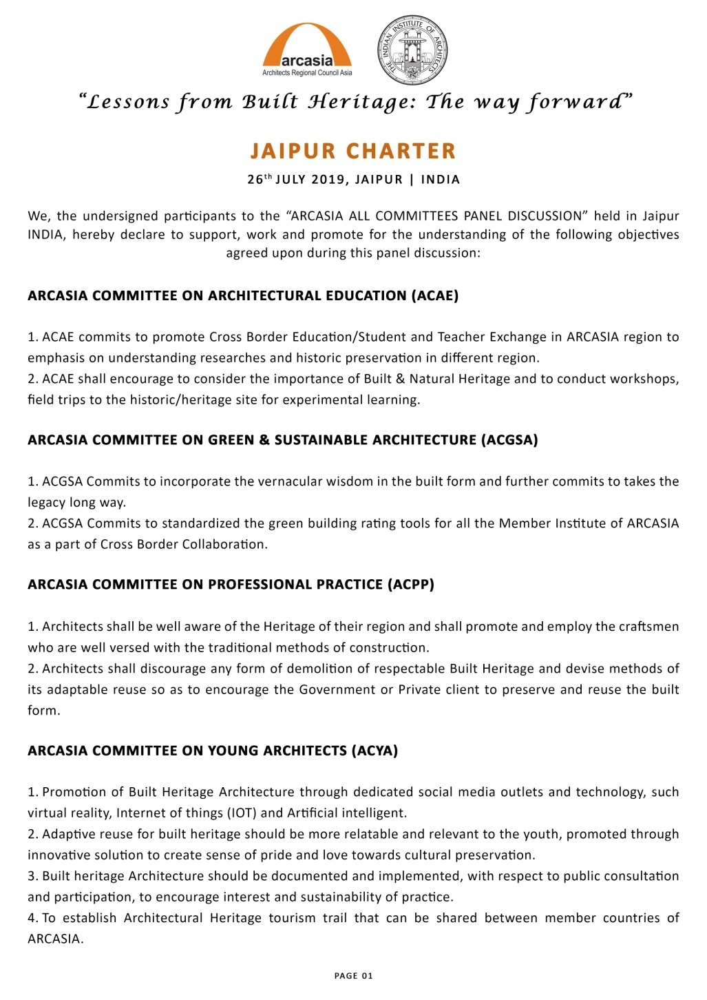 arcasia
Architects Regional Council Asia
THE INDIAN INSTITUTE OF ARCHITECTS
“Lessons from Built Heritage: The way forward”
JAIPUR CHARTER
26th JULY 2019, JAIPUR | INDIA
We, the undersigned participants to the “ARCASIA ALL COMMITTEES PANEL DISCUSSION” held in Jaipur
INDIA, hereby declare to support, work and promote for the understanding of the following objectives
agreed upon during this panel discussion:
ARCASIA COMMITTEE ON ARCHITECTURAL EDUCATION (ACAE)
1. ACAE commits to promote Cross Border Education/Student and Teacher Exchange in ARCASIA region to
emphasis on understanding researches and historic preservation in different region.
2. ACAE shall encourage to consider the importance of Built & Natural Heritage and to conduct workshops,
field trips to the historic/heritage site for experimental learning.
ARCASIA COMMITTEE ON GREEN & SUSTAINABLE ARCHITECTURE (ACGSA)
1. ACGSA Commits to incorporate the vernacular wisdom in the built form and further commits to takes the
legacy long way.
2. ACGSA Commits to standardized the green building rating tools for all the Member Institute of ARCASIA
as a part of Cross Border Collaboration.
ARCASIA COMMITTEE ON PROFESSIONAL PRACTICE (ACPP)
1. Architects shall be well aware of the Heritage of their region and shall promote and employ the craftsmen
who are well versed with the traditional methods of construction.
2. Architects shall discourage any form of demolition of respectable Built Heritage and devise methods of
its adaptable reuse so as to encourage the Government or Private client to preserve and reuse the built
form.
ARCASIA COMMITTEE ON YOUNG ARCHITECTS (ACYA)
1. Promotion of Built Heritage Architecture through dedicated social media outlets and technology, such
virtual reality, Internet of things (IOT) and Artificial intelligent.
2. Adaptive reuse for built heritage should be more relatable and relevant to the youth, promoted through
innovative solution to create sense of pride and love towards cultural preservation.
3. Built heritage Architecture should be documented and implemented, with respect to public consultation
and participation, to encourage interest and sustainability of practice.
4. To establish Architectural Heritage tourism trail that can be shared between member countries of
ARCASIA.
PAGE 01